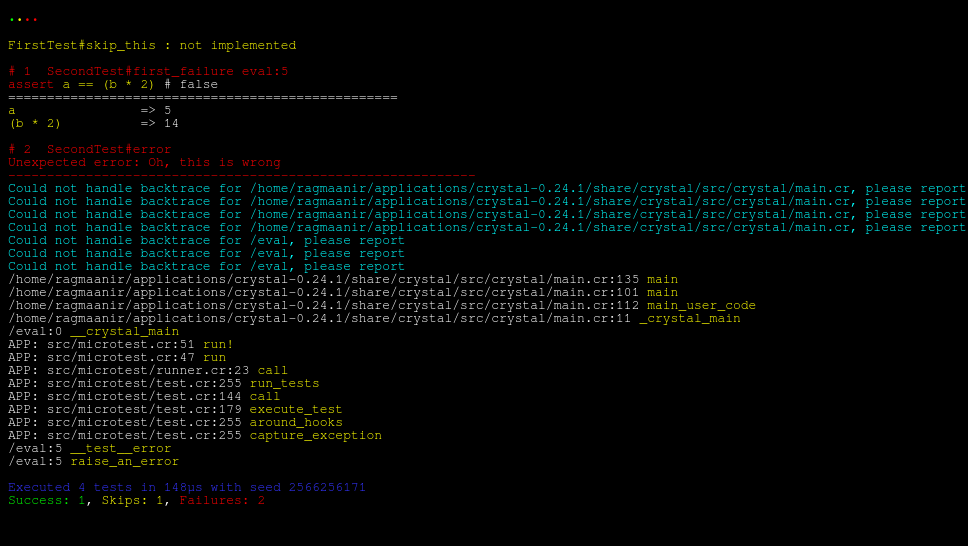 ....
FirstTest#skip_this : not implemented
# 1  SecondTest#first_failure eval:5
assert a == (b * 2) # false
==================================================
a                => 5
(b * 2)          => 14
# 2  SecondTest#error
Unexpected error: Oh, this is wrong
------------------------------------------------------------
Could not handle backtrace for /home/ragmaanir/applications/crystal-0.24.1/share/crystal/src/crystal/main.cr, please report
Could not handle backtrace for /home/ragmaanir/applications/crystal-0.24.1/share/crystal/src/crystal/main.cr, please report
Could not handle backtrace for /home/ragmaanir/applications/crystal-0.24.1/share/crystal/src/crystal/main.cr, please report
Could not handle backtrace for /home/ragmaanir/applications/crystal-0.24.1/share/crystal/src/crystal/main.cr, please report
Could not handle backtrace for /eval, please report
Could not handle backtrace for /eval, please report
Could not handle backtrace for /eval, please report
/home/ragmaanir/applications/crystal-0.24.1/share/crystal/src/crystal/main.cr:135 main
/home/ragmaanir/applications/crystal-0.24.1/share/crystal/src/crystal/main.cr:101 main
/home/ragmaanir/applications/crystal-0.24.1/share/crystal/src/crystal/main.cr:112 main_user_code
/home/ragmaanir/applications/crystal-0.24.1/share/crystal/src/crystal/main.cr:11 _crystal_main
/eval:0 __crystal_main
APP: src/microtest.cr:51 run!
APP: src/microtest.cr:47 run
APP: src/microtest/runner.cr:23 call
APP: src/microtest/test.cr:255 run_tests
APP: src/microtest/test.cr:144 call
APP: src/microtest/test.cr:179 execute_test
APP: src/microtest/test.cr:255 around_hooks
APP: src/microtest/test.cr:255 capture_exception
/eval:5 __test__error
/eval:5 raise_an_error
Executed 4 tests in 148µs with seed 2566256171
Success: 1, Skips: 1, Failures: 2